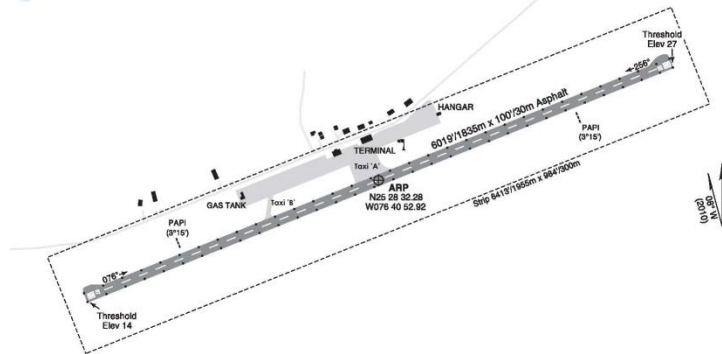 Threshold
Elev 27
256°
HANGAR
6019'/1835m x 100'/30m Asphalt
PAPI
(3°15')
TERMINAL
Taxi 'A'
ARP
N25 28 32.28
W076 40 52.92
Strip 6413'/1955m x 984'/300m
08° W
(2010)
GAS TANK
Taxi 'B'
PAPI
(3°15')
076°
Threshold
Elev 14